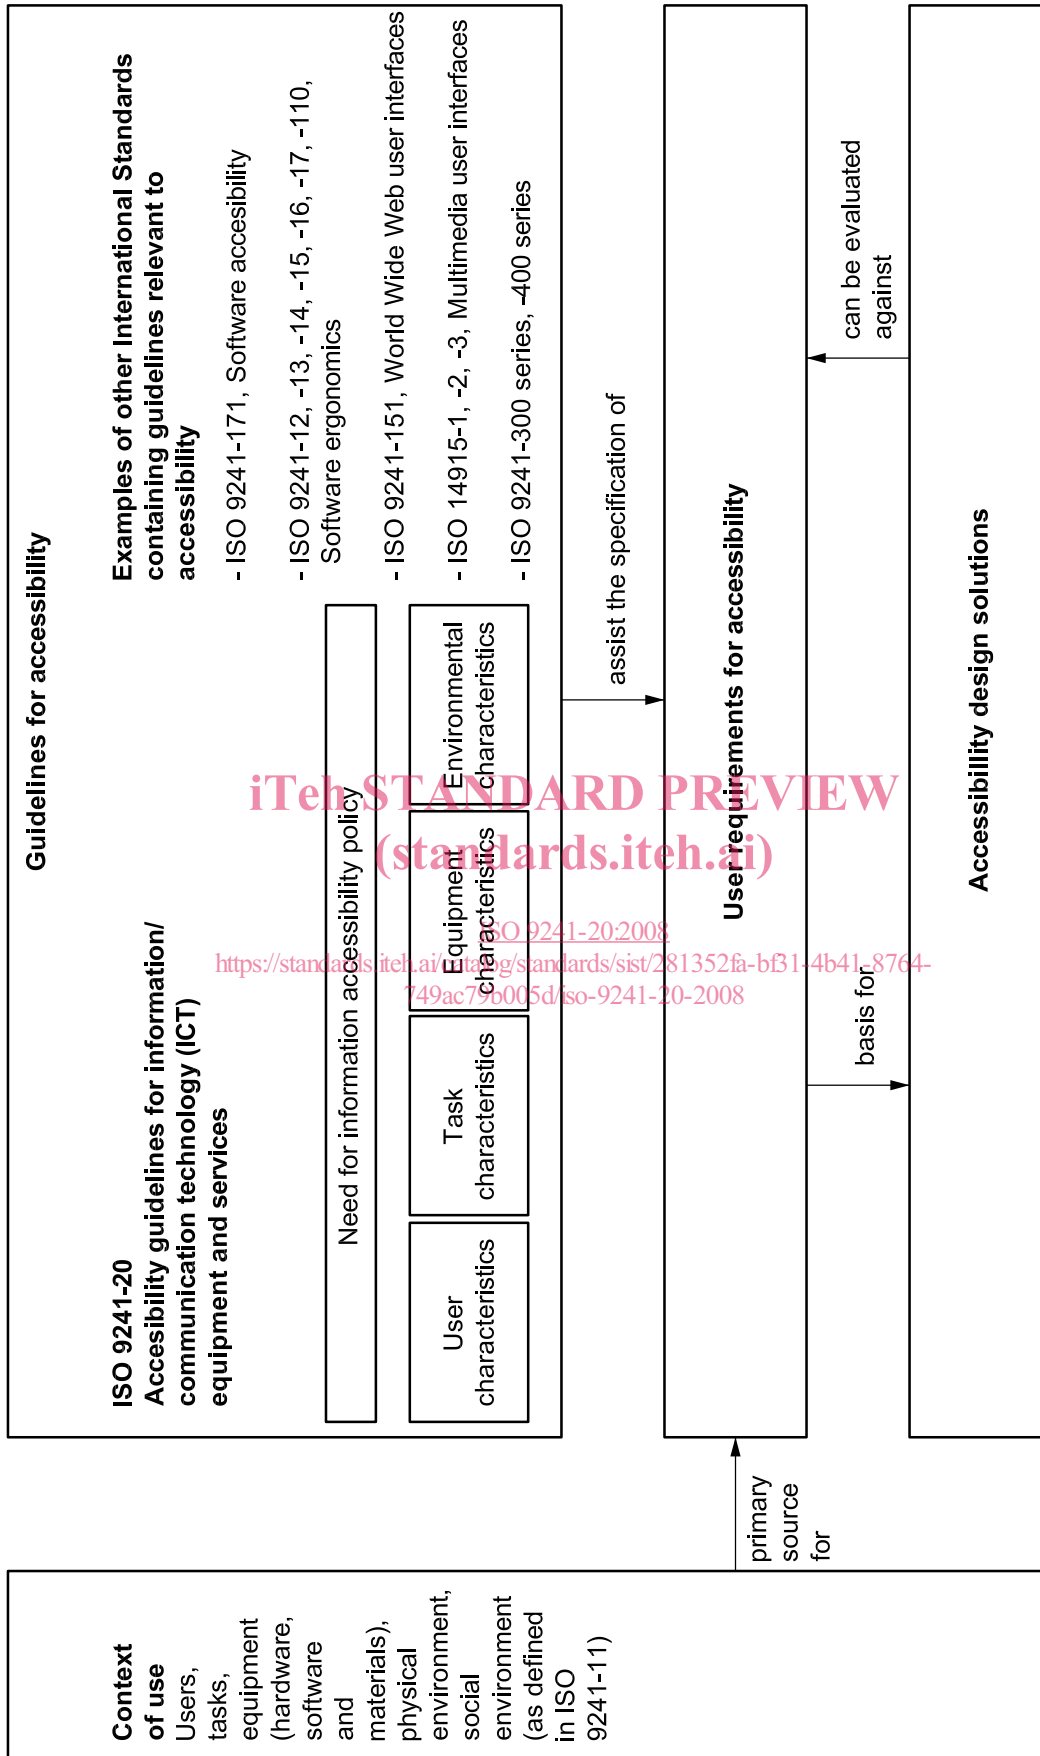 Guidelines for accessibility
ISO 9241-20
Accesibility guidelines for information/
communication technology (ICT)
equipment and services
Need for information accessibility policy
User
characteristics
Task
characteristics
Equipment
characteristics
Environmental
characteristics
Examples of other International Standards
containing guidelines relevant to
accessibility
- ISO 9241-171, Software accesibility
- ISO 9241-12, -13, -14, -15, -16, -17, -110,
Software ergonomics
- ISO 9241-151, World Wide Web user interfaces
- ISO 14915-1, -2, -3, Multimedia user interfaces
- ISO 9241-300 series, -400 series
Context
of use
Users,
tasks,
equipment
(hardware,
software
and
materials),
physical
environment,
social
environment
(as defined
in ISO
9241-11)
primary
source
for
assist the specification of
User requirements for accessibility
basis for
can be evaluated
against
Accessibillity design solutions
iTeh STANDARD PREVIEW
(standards.iteh.ai)
ISO 9241-20:2008
https://standards.iteh.ai/catalog/standards/sist/281352fa-bf31-4b41-8764-
749ac79b005d/iso-9241-20-2008